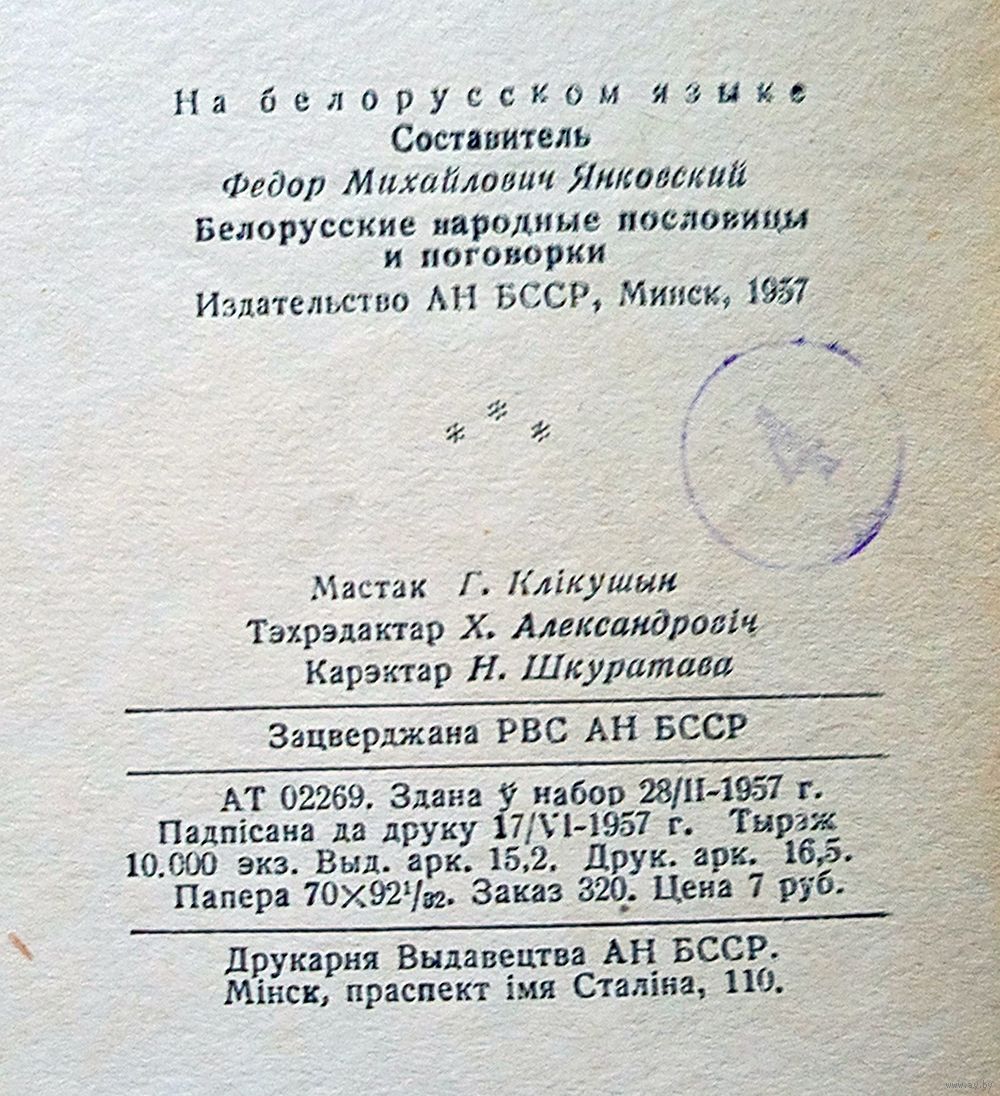 На белорусском языке
Составитель
Федор Михайлович Янковский
Белорусские народные пословицы
и поговорки
Издательство АН БССР, Минск, 1957
* * *
Мастак Г. Клікушын
Тэхрэдактар Х. Александровіч
Карэктар Н. Шкуратава
Зацверджана РВС АН БССР
АТ 02269. Здана ў набор 28/II-1957 г.
Падпісана да друку 17/VI-1957 г. Тыраж
10.000 экз. Выд. арк. 15,2. Друк. арк. 16,5.
Папера 70×92¹/₃₂. Заказ 320. Цена 7 руб.
Друкарня Выдавецтва АН БССР.
Мінск, праспект імя Сталіна, 110.
www.ay.by